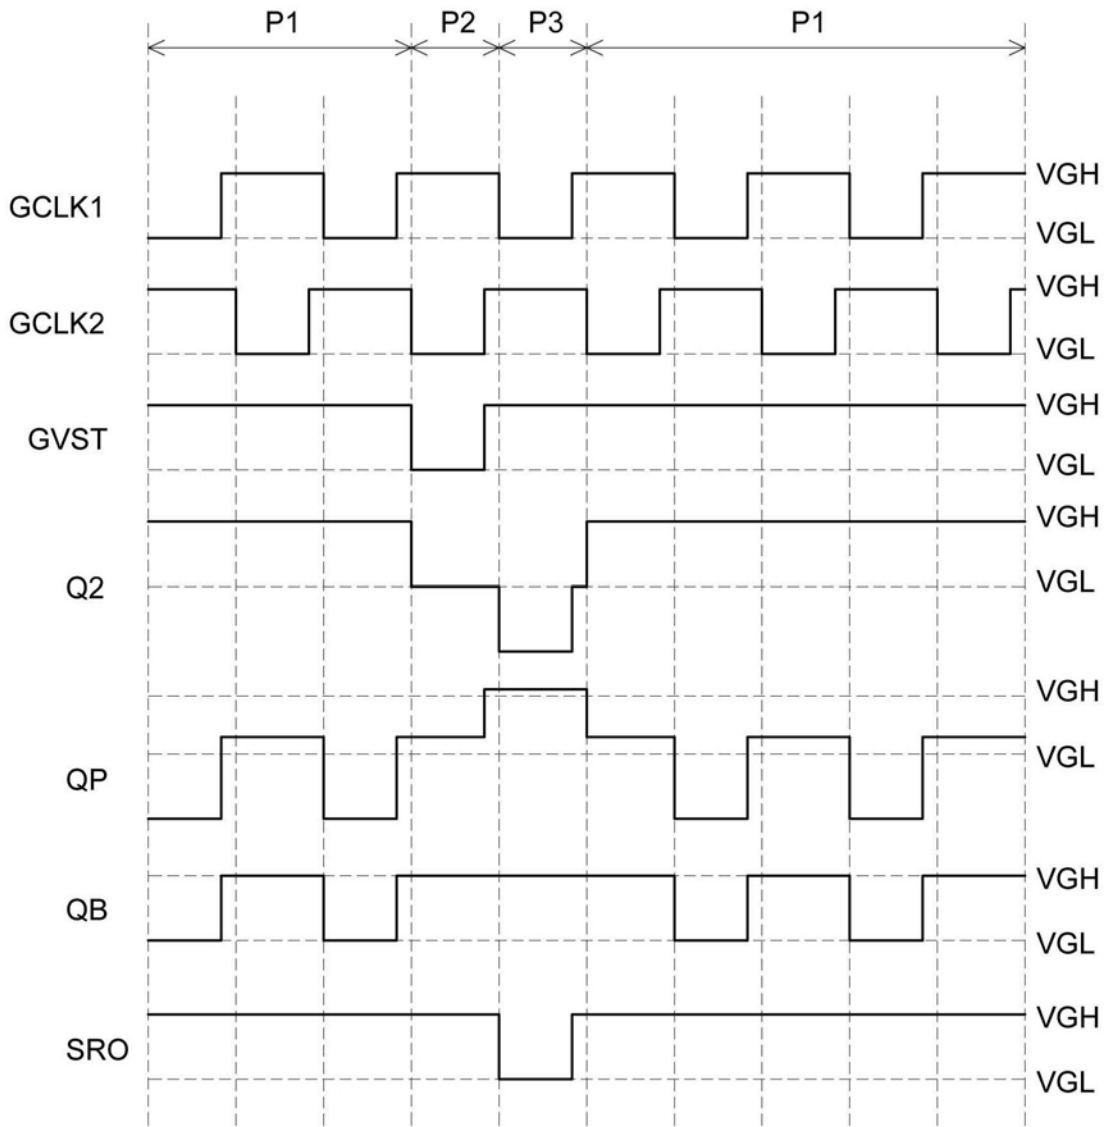 P1 P2 P3 P1
GCLK1 VGH
VGL
GCLK2 VGH
VGL
GVST VGH
VGL
Q2 VGH
VGL
QP VGH
VGL
QB VGH
VGL
SRO VGH
VGL